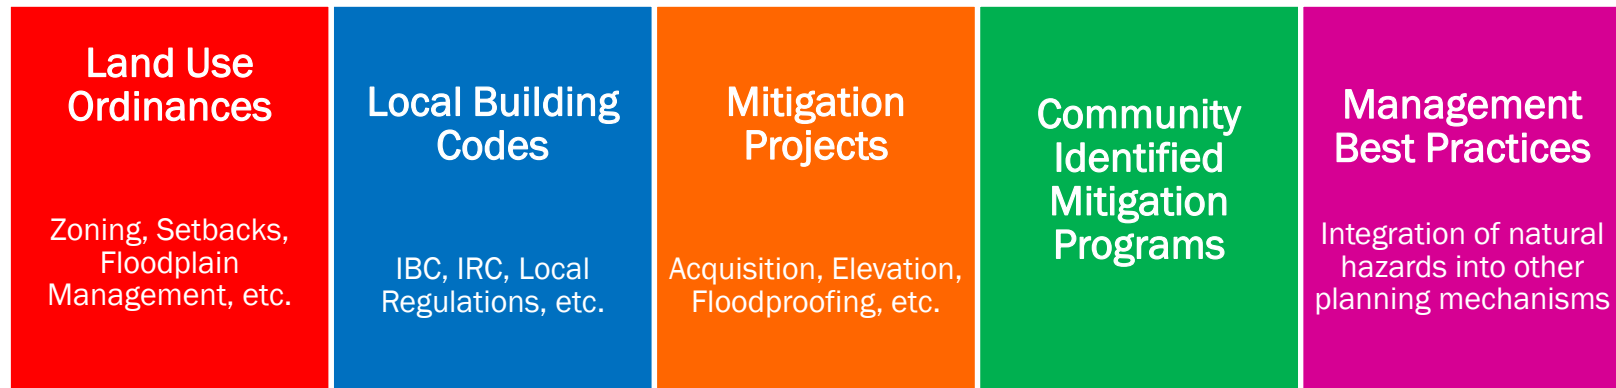 Land Use
Ordinances
Zoning, Setbacks,
Floodplain
Management, etc.
Local Building
Codes
IBC, IRC, Local
Regulations, etc.
Mitigation
Projects
Acquisition, Elevation,
Floodproofing, etc.
Community
Identified
Mitigation
Programs
Management
Best Practices
Integration of natural
hazards into other
planning mechanisms